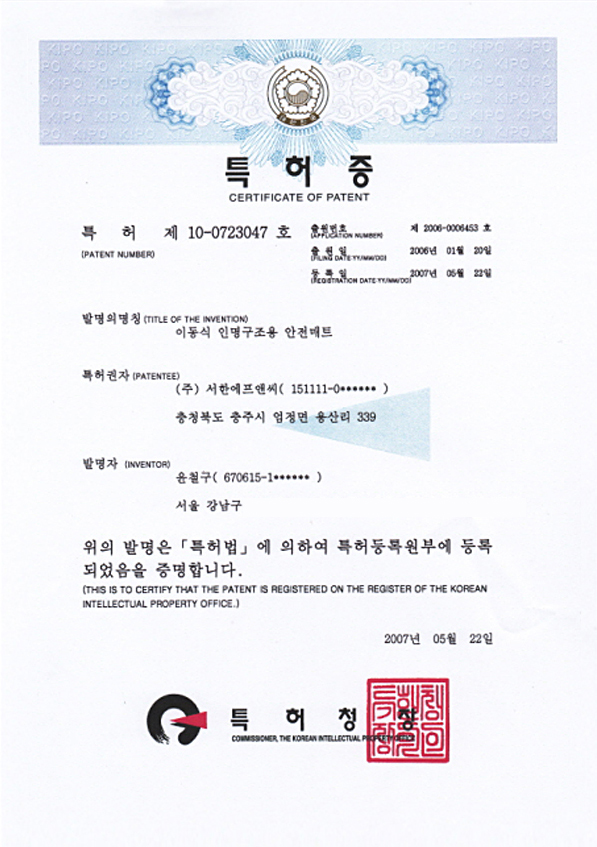 KIPO KIPO KIPO KIPO KIPO KIPO
특 허 증
CERTIFICATE OF PATENT
특 허 제 10-0723047 호
(PATENT NUMBER)
출원번호 제 2006-0006453 호
(APPLICATION NUMBER)
출 원 일 2006년 01월 20일
(FILING DATE:YY/MM/DD)
등 록 일 2007년 05월 22일
(REGISTRATION DATE:YY/MM/DD)
발명의명칭 (TITLE OF THE INVENTION)
이동식 인명구조용 안전매트
특허권자 (PATENTEE)
(주) 서한에프앤씨( 151111-0****** )
충청북도 충주시 엄정면 용산리 339
발명자 (INVENTOR)
윤철구( 670615-1****** )
서울 강남구
위의 발명은 「특허법」에 의하여 특허등록원부에 등록
되었음을 증명합니다.
(THIS IS TO CERTIFY THAT THE PATENT IS REGISTERED ON THE REGISTER OF THE KOREAN
INTELLECTUAL PROPERTY OFFICE.)
2007년 05월 22일
특 허 청 장
COMMISSIONER, THE KOREAN INTELLECTUAL PROPERTY OFFICE